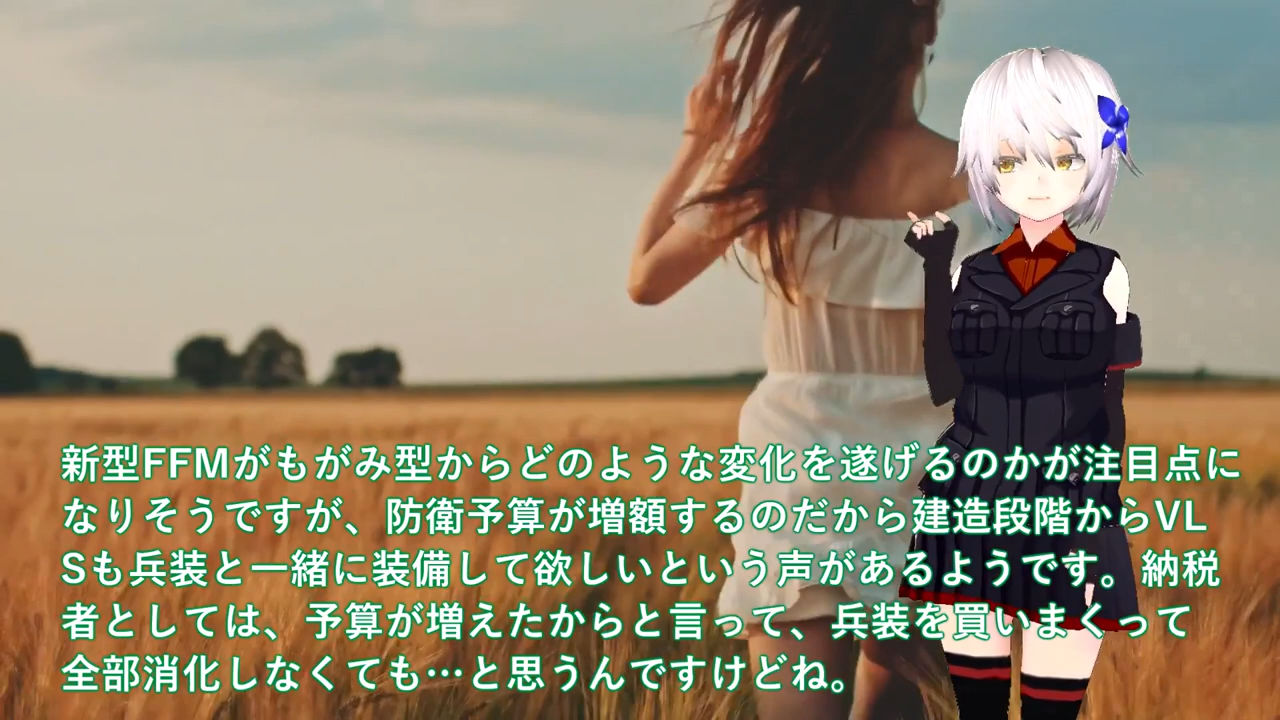 新型FFMがもがみ型からどのような変化を遂げるのかが注目点に
なりそうですが、防衛予算が増額するのだから建造段階からVL
Sも兵装と一緒に装備して欲しいという声があるようです。納税
者としては、予算が増えたからと言って、兵装を買いまくって
全部消化しなくても…と思うんですけどね。